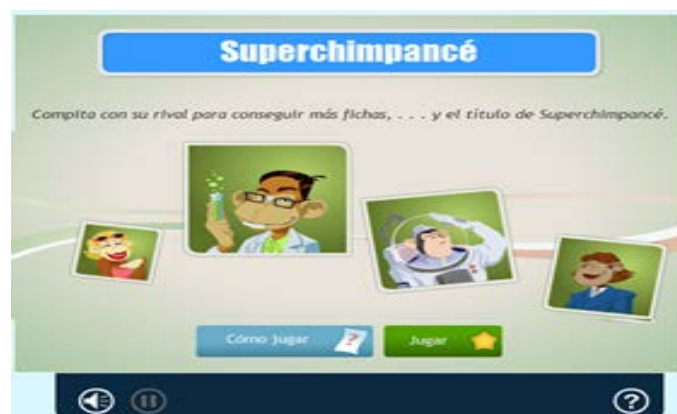 Superchimpancé
Compita con su rival para conseguir más fichas, . . . y el título de Superchimpancé.
Cómo jugar ?
Jugar
?